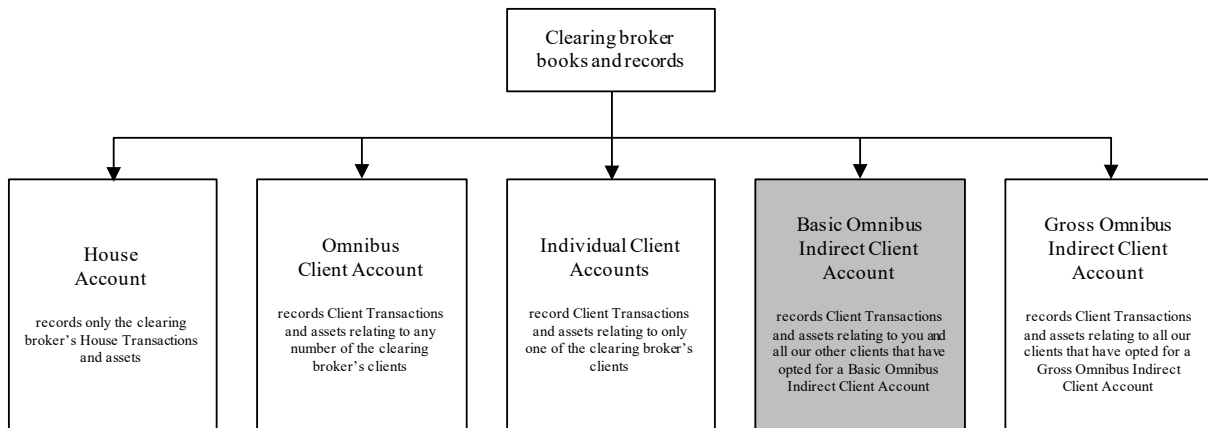 Clearing broker
books and records
House
Account
records only the clearing
broker's House Transactions
and assets
Omnibus
Client Account
records Client Transactions
and assets relating to any
number of the clearing
broker's clients
Individual Client
Accounts
record Client Transactions
and assets relating to only
one of the clearing broker's
clients
Basic Omnibus
Indirect Client
Account
records Client Transactions
and assets relating to you and
all our other clients that have
opted for a Basic Omnibus
Indirect Client Account
Gross Omnibus
Indirect Client
Account
records Client Transactions
and assets relating to all our
clients that have opted for a
Gross Omnibus Indirect
Client Account